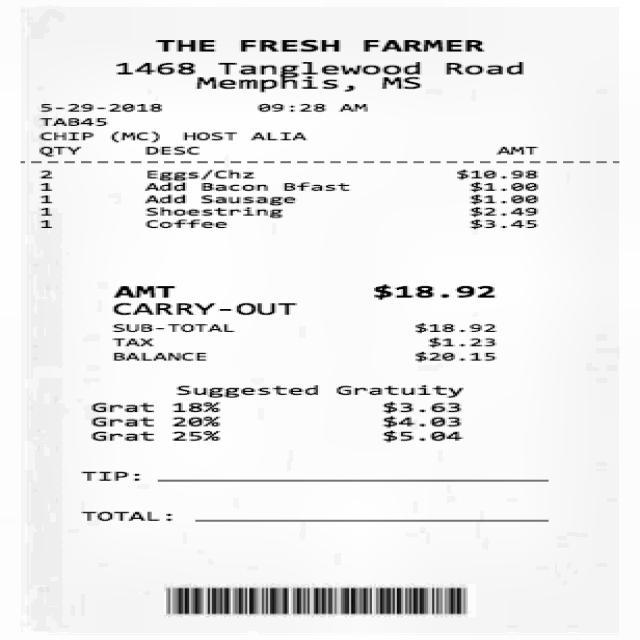 THE FRESH FARMER
1468 Tanglewood Road
Memphis, MS
5-29-2018 09:28 AM
TAB45
CHIP (MC) HOST ALIA
QTY DESC AMT
2 Eggs/Chz $10.98
1 Add Bacon Bfast $1.00
1 Add Sausage $1.00
1 Shoestring $2.49
1 Coffee $3.45
AMT $18.92
CARRY-OUT
SUB-TOTAL $18.92
TAX $1.23
BALANCE $20.15
Suggested Gratuity
Grat 18% $3.63
Grat 20% $4.03
Grat 25% $5.04
TIP:
TOTAL: